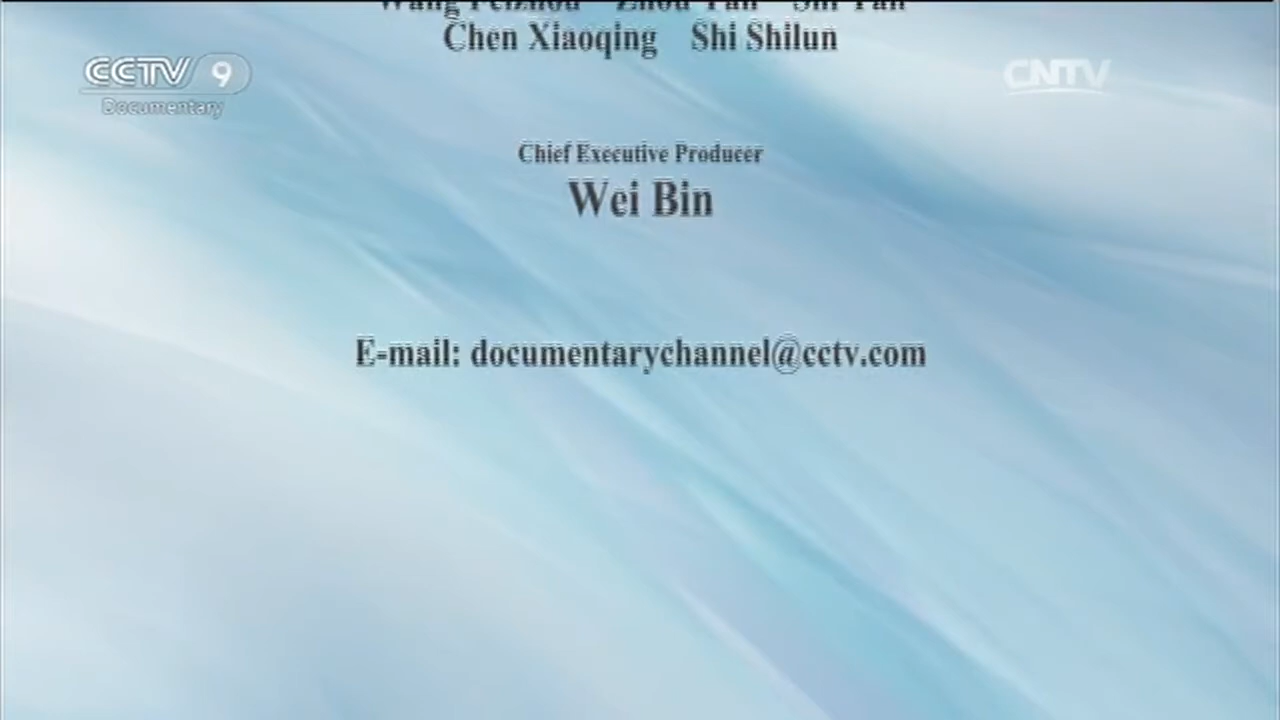 Chen Xiaoqing Shi Shilun
CCTV 9
CNTV
Documentary
Chief Executive Producer
Wei Bin
E-mail: documentarychannel@cctv.com